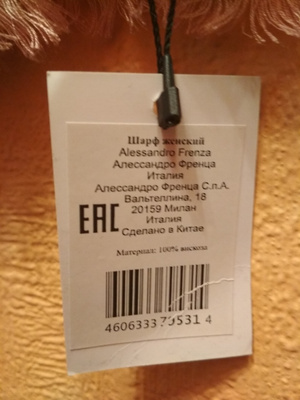 Шарф женский
Alessandro Frenza
Алессандро Френца
Италия
Алессандро Френца С.п.А.
Вальтеллина, 18
20159 Милан
Италия
Сделано в Китае
EAC
Материал: 100% вискоза
4606333 70531 4